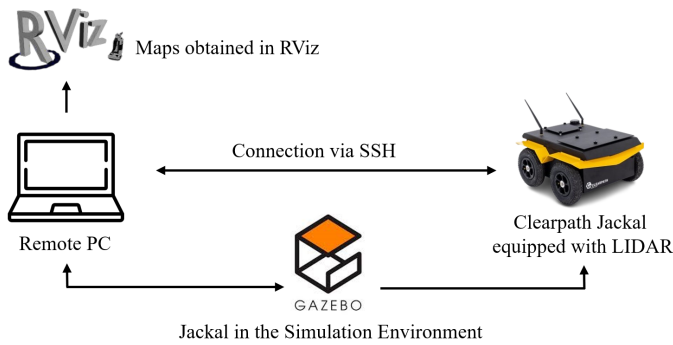 RViz
Maps obtained in RViz
Connection via SSH
Remote PC
Clearpath Jackal
equipped with LIDAR
GAZEBO
Jackal in the Simulation Environment